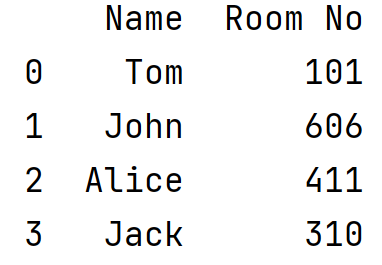 Name Room No
0 Tom 101
1 John 606
2 Alice 411
3 Jack 310